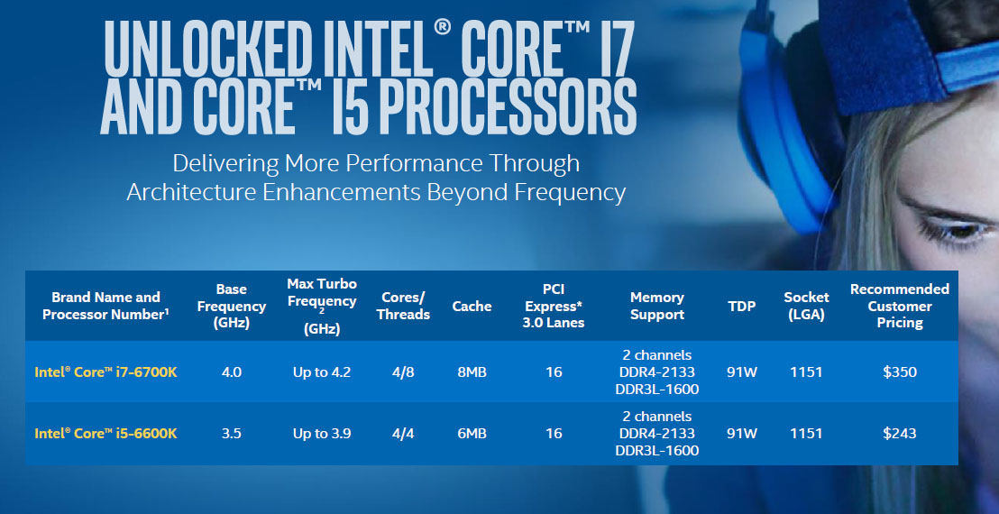 UNLOCKED INTEL® CORE™ I7
AND CORE™ I5 PROCESSORS
Delivering More Performance Through
Architecture Enhancements Beyond Frequency
Brand Name and
Processor Number¹
Base
Frequency
(GHz)
Max Turbo
Frequency
2
(GHz)
Cores/
Threads
Cache
PCI
Express*
3.0 Lanes
Memory
Support
TDP
Socket
(LGA)
Recommended
Customer
Pricing
Intel® Core™ i7-6700K
4.0
Up to 4.2
4/8
8MB
16
2 channels
DDR4-2133
DDR3L-1600
91W
1151
$350
Intel® Core™ i5-6600K
3.5
Up to 3.9
4/4
6MB
16
2 channels
DDR4-2133
DDR3L-1600
91W
1151
$243